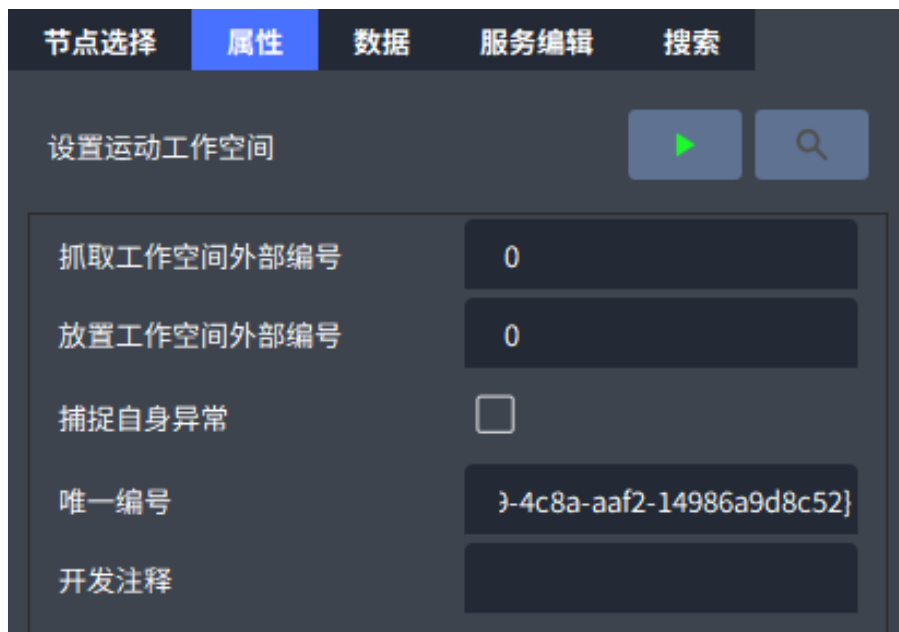 节点选择 属性 数据 服务编辑 搜索
设置运动工作空间
抓取工作空间外部编号 0
放置工作空间外部编号 0
捕捉自身异常
唯一编号 9-4c8a-aaf2-14986a9d8c52}
开发注释